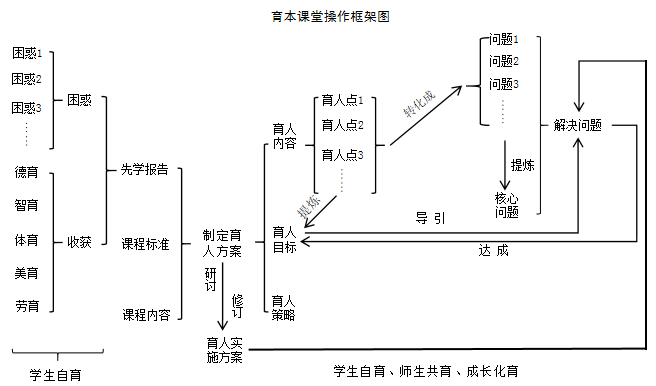 育本课堂操作框架图
困惑1
困惑2
困惑3
……
困惑
德育
智育
体育
美育
劳育
收获
学生自育
先学报告
课程标准
课程内容
制定育
人方案
研讨
修订
育人实
施方案
育人
内容
育人
目标
育人
策略
育人点1
育人点2
育人点3
……
提炼
转化成
问题1
问题2
问题3
……
提炼
核心
问题
解决问题
导 引
达 成
学生自育、师生共育、成长化育